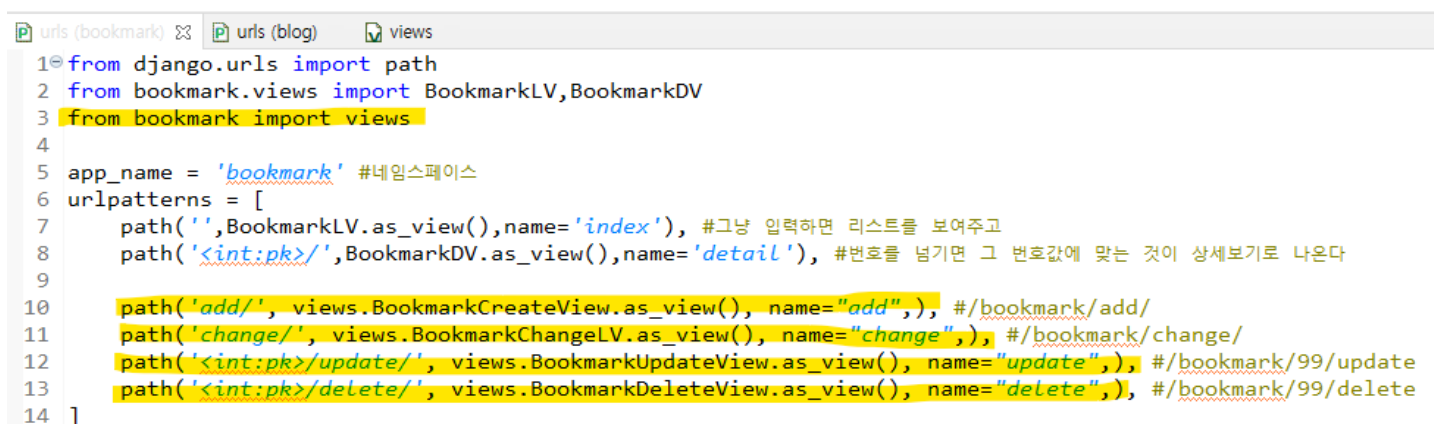 urls (bookmark) urls (blog) views
1 from django.urls import path
2 from bookmark.views import BookmarkLV,BookmarkDV
3 from bookmark import views
4
5 app_name = 'bookmark' #네임스페이스
6 urlpatterns = [
7 path('',BookmarkLV.as_view(),name='index'), #그냥 입력하면 리스트를 보여주고
8 path('<int:pk>/',BookmarkDV.as_view(),name='detail'), #번호를 넘기면 그 번호값에 맞는 것이 상세보기로 나온다
9
10 path('add/', views.BookmarkCreateView.as_view(), name="add",), #/bookmark/add/
11 path('change/', views.BookmarkChangeLV.as_view(), name="change",), #/bookmark/change/
12 path('<int:pk>/update/', views.BookmarkUpdateView.as_view(), name="update",), #/bookmark/99/update
13 path('<int:pk>/delete/', views.BookmarkDeleteView.as_view(), name="delete",), #/bookmark/99/delete
14 ]